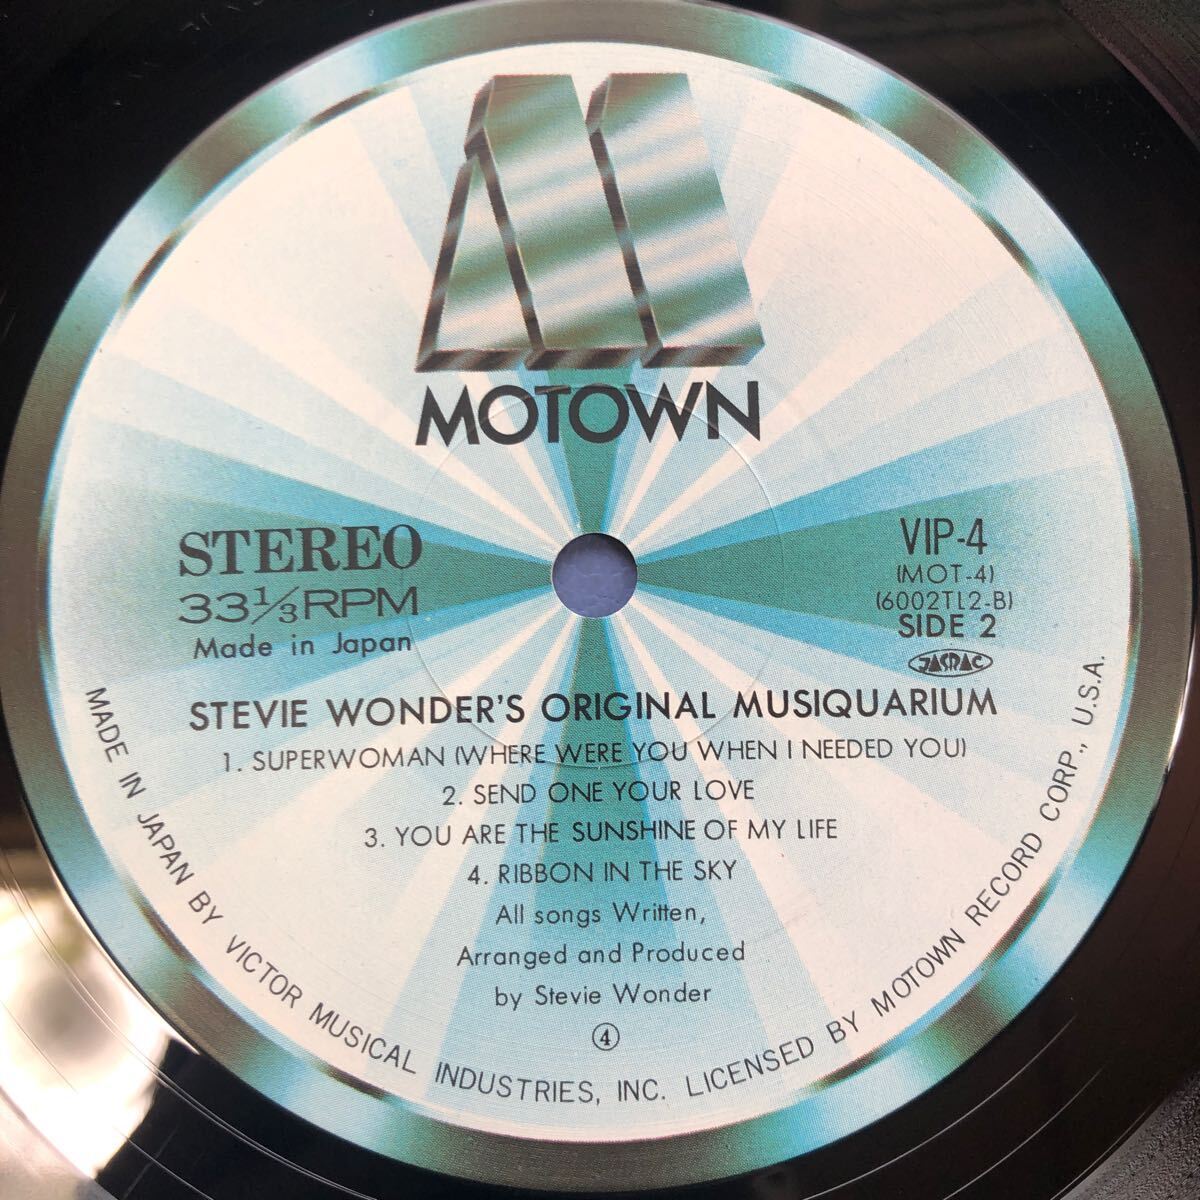 MOTOWN
STEREO
33⅓RPM
Made in Japan
VIP-4
(MOT-4)
(6002TL2-B)
SIDE 2
JASRAC
STEVIE WONDER'S ORIGINAL MUSIQUARIUM
1. SUPERWOMAN (WHERE WERE YOU WHEN I NEEDED YOU)
2. SEND ONE YOUR LOVE
3. YOU ARE THE SUNSHINE OF MY LIFE
4. RIBBON IN THE SKY
All songs Written,
Arranged and Produced
by Stevie Wonder
④
MADE IN JAPAN BY VICTOR MUSICAL INDUSTRIES, INC. LICENSED BY MOTOWN RECORD CORP., U.S.A.